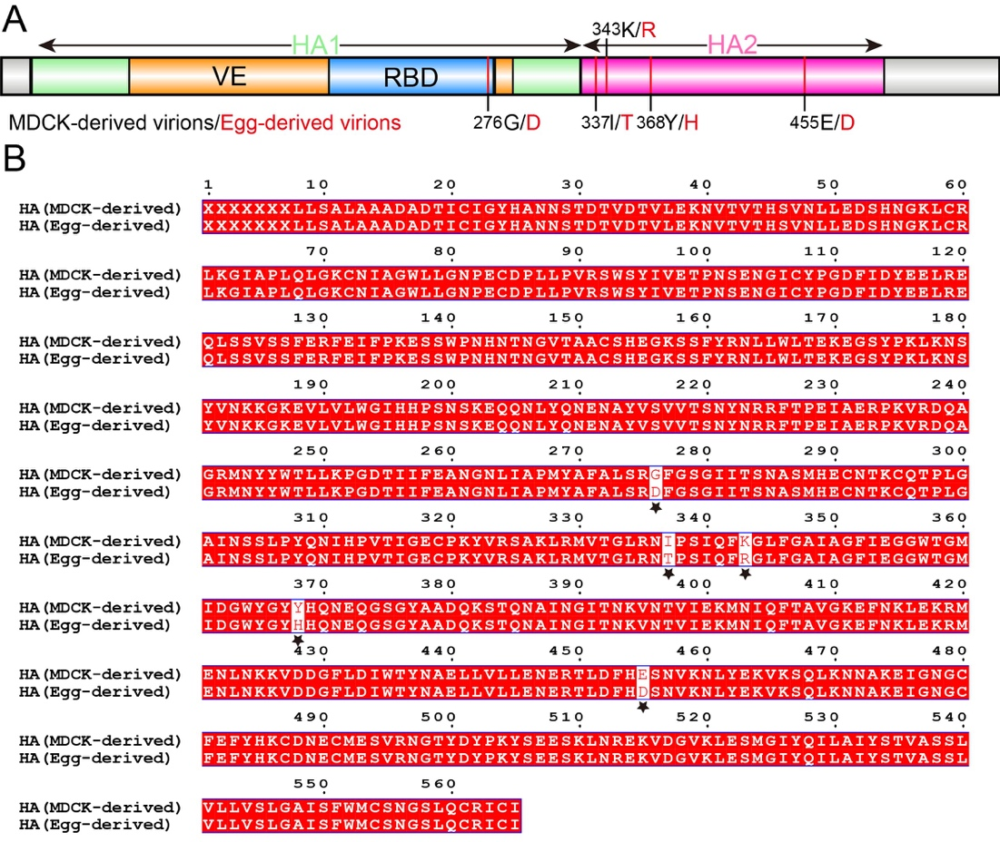 A
343K/R
HA1 HA2
VE RBD
MDCK-derived virions/Egg-derived virions 276G/D 337I/T 368Y/H 455E/D
B
1 10 20 30 40 50 60
HA(MDCK-derived) XXXXXXXLLSALAAADADTICIGYHANNSTDTVDTVLEKNVTVTHSVNLLEDSHNGKLCR
HA(Egg-derived) XXXXXXXLLSALAAADADTICIGYHANNSTDTVDTVLEKNVTVTHSVNLLEDSHNGKLCR
70 80 90 100 110 120
HA(MDCK-derived) LKGIAPLQLGKCNIAGWLLGNPECDPLLPVRSWSYIVETPNSENGICYPGDFIDYEELRE
HA(Egg-derived) LKGIAPLQLGKCNIAGWLLGNPECDPLLPVRSWSYIVETPNSENGICYPGDFIDYEELRE
130 140 150 160 170 180
HA(MDCK-derived) QLSSVSSFERFEIFPKESSWPNHNTNGVTAACSHEGKSSFYRNLLWLTEKEGSYPKLKNS
HA(Egg-derived) QLSSVSSFERFEIFPKESSWPNHNTNGVTAACSHEGKSSFYRNLLWLTEKEGSYPKLKNS
190 200 210 220 230 240
HA(MDCK-derived) YVNKKGKEVLVLWGIHHPSNSKEQQNLYQNENAYVSVVTSNYNRRFTPEIAERPKVRDQA
HA(Egg-derived) YVNKKGKEVLVLWGIHHPSNSKEQQNLYQNENAYVSVVTSNYNRRFTPEIAERPKVRDQA
250 260 270 280 290 300
HA(MDCK-derived) GRMNYYWTLLKPGDTIIFEANGNLIAPMYAFALSRGFGSGIITSNASMHECNTKCQTPLG
HA(Egg-derived) GRMNYYWTLLKPGDTIIFEANGNLIAPMYAFALSRDFGSGIITSNASMHECNTKCQTPLG
310 320 330 340 350 360
HA(MDCK-derived) AINSSLPYQNIHPVTIGECPKYVRSAKLRMVTGLRNIPSIQFKGLFGAIAGFIEGGWTGM
HA(Egg-derived) AINSSLPYQNIHPVTIGECPKYVRSAKLRMVTGLRNTPSIQFRGLFGAIAGFIEGGWTGM
370 380 390 400 410 420
HA(MDCK-derived) IDGWYGYYHQNEQGSGYAADQKSTQNAINGITNKVNTVIEKMNIQFTAVGKEFNKLEKRM
HA(Egg-derived) IDGWYGYHHQNEQGSGYAADQKSTQNAINGITNKVNTVIEKMNIQFTAVGKEFNKLEKRM
430 440 450 460 470 480
HA(MDCK-derived) ENLNKKVDDGFLDIWTYNAELLVLLENERTLDFHESNVKNLYEKVKSQLKNNAKEIGNGC
HA(Egg-derived) ENLNKKVDDGFLDIWTYNAELLVLLENERTLDFHDSNVKNLYEKVKSQLKNNAKEIGNGC
490 500 510 520 530 540
HA(MDCK-derived) FEFYHKCDNECMESVRNGTYDYPKYSEESKLNREKVDGVKLESMGIYQILAIYSTVASSL
HA(Egg-derived) FEFYHKCDNECMESVRNGTYDYPKYSEESKLNREKVDGVKLESMGIYQILAIYSTVASSL
550 560
HA(MDCK-derived) VLLVSLGAISFWMCSNGSLQCRICI
HA(Egg-derived) VLLVSLGAISFWMCSNGSLQCRICI